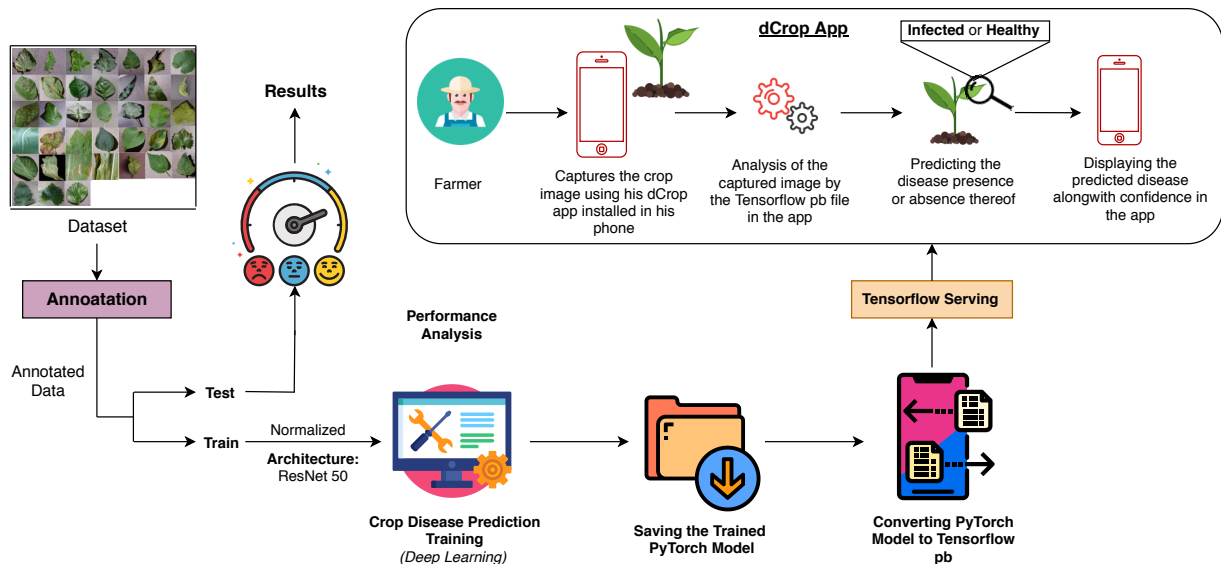 dCrop App
Infected or Healthy
Farmer
Captures the crop
image using his dCrop
app installed in his
phone
Analysis of the
captured image by
the Tensorflow pb file
in the app
Predicting the
disease presence
or absence thereof
Displaying the
predicted disease
alongwith confidence in
the app
Results
Dataset
Annoatation
Annotated
Data
Test
Train
Normalized
Architecture:
ResNet 50
Performance
Analysis
Crop Disease Prediction
Training
(Deep Learning)
Saving the Trained
PyTorch Model
Converting PyTorch
Model to Tensorflow
pb
Tensorflow Serving